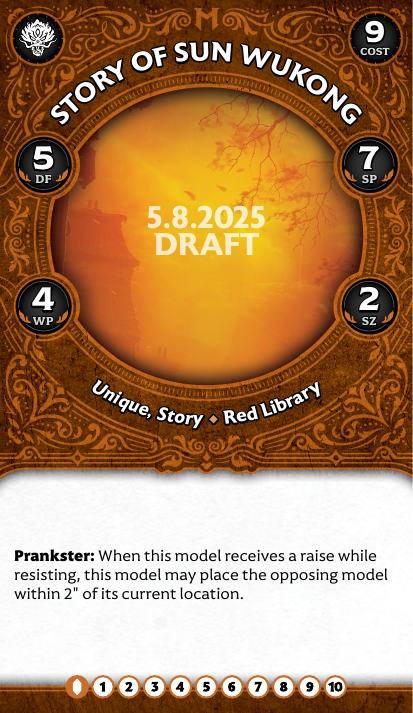 9
COST
STORY OF SUN WUKONG
5
DF
7
SP
5.8.2025
DRAFT
4
WP
2
SZ
Unique, Story ⬥ Red Library
Prankster: When this model receives a raise while
resisting, this model may place the opposing model
within 2" of its current location.
1 2 3 4 5 6 7 8 9 10